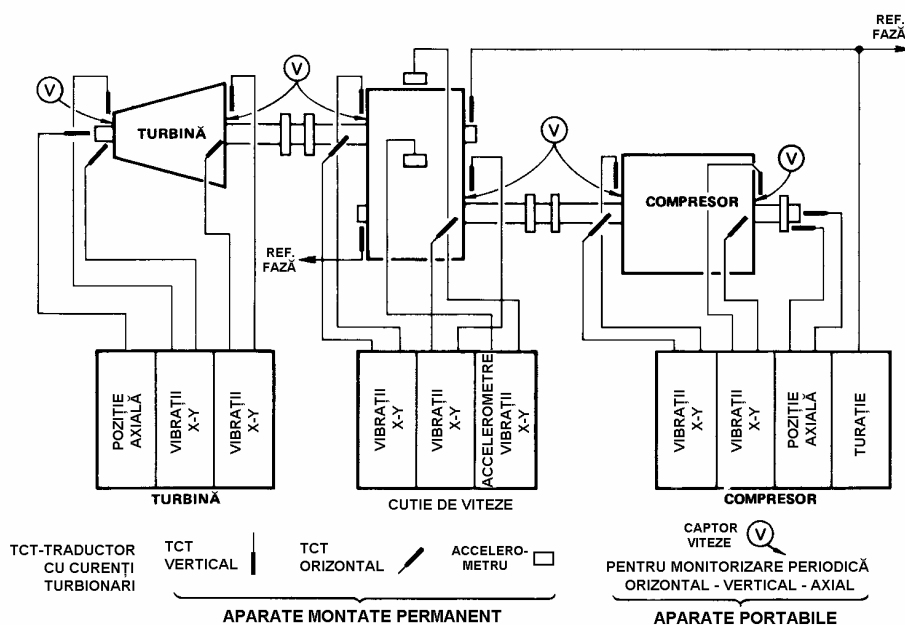 REF.
FAZĂ
V
V
V
TURBINĂ
V
V
COMPRESOR
REF.
FAZĂ
POZIȚIE
AXIALĂ
VIBRAȚII
X-Y
VIBRAȚII
X-Y
TURBINĂ
VIBRAȚII
X-Y
VIBRAȚII
X-Y
ACCELEROMETRE
VIBRAȚII
X-Y
CUTIE DE VITEZE
VIBRAȚII
X-Y
VIBRAȚII
X-Y
POZIȚIE
AXIALĂ
TURAȚIE
COMPRESOR
TCT-TRADUCTOR
CU CURENȚI
TURBIONARI
TCT
VERTICAL
TCT
ORIZONTAL
ACCELERO-
METRU
CAPTOR
VITEZE
V
PENTRU MONITORIZARE PERIODICĂ
ORIZONTAL - VERTICAL - AXIAL
APARATE MONTATE PERMANENT
APARATE PORTABILE